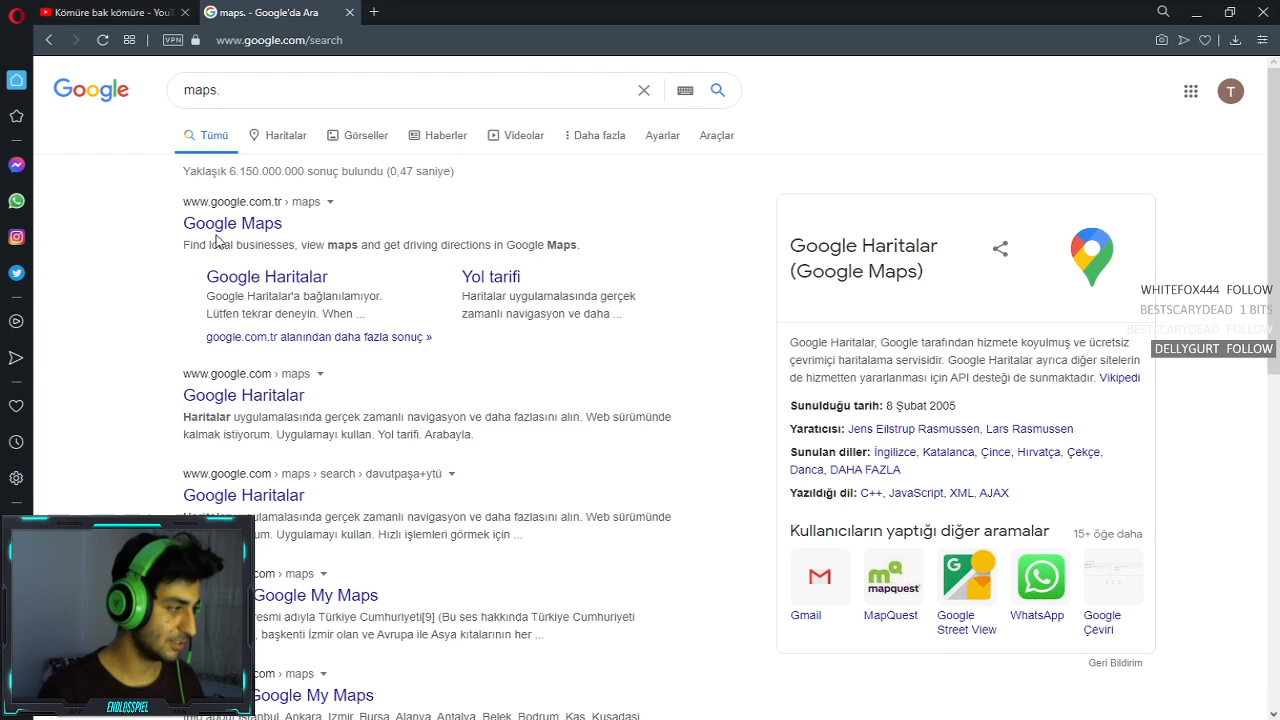 Kömüre bak kömüre - YouT
maps. - Google'da Ara
VPN
www.google.com/search
Google
maps.
T
Tümü
Haritalar
Görseller
Haberler
Videolar
Daha fazla
Ayarlar
Araçlar
Yaklaşık 6.150.000.000 sonuç bulundu (0,47 saniye)
www.google.com.tr › maps
Google Maps
Find local businesses, view maps and get driving directions in Google Maps.
Google Haritalar
Google Haritalar'a bağlanılamıyor.
Lütfen tekrar deneyin. When ...
Yol tarifi
Haritalar uygulamalasında gerçek
zamanlı navigasyon ve daha ...
google.com.tr alanından daha fazla sonuç »
www.google.com › maps
Google Haritalar
Haritalar uygulamalasında gerçek zamanlı navigasyon ve daha fazlasını alın. Web sürümünde
kalmak istiyorum. Uygulamayı kullan. Yol tarifi. Arabayla.
www.google.com › maps › search › davutpaşa+ytü
Google Haritalar
uygulamalasında gerçek zamanlı navigasyon ve daha fazlasını alın. Web sürümünde
Uygulamayı kullan. Hızlı işlemleri görmek için ...
com › maps
Google My Maps
resmi adıyla Türkiye Cumhuriyeti[9] (Bu ses hakkında Türkiye Cumhuriyeti
, başkenti İzmir olan ve Avrupa ile Asya kıtalarının her ...
com › maps
Google My Maps
Istanbul, Ankara, Izmir, Bursa, Alanya, Antalya, Belek, Bodrum, Kas, Kusadasi
Google Haritalar
(Google Maps)
Google Haritalar, Google tarafından hizmete koyulmuş ve ücretsiz
çevrimiçi haritalama servisidir. Google Haritalar ayrıca diğer sitelerin
de hizmetten yararlanması için API desteği de sunmaktadır. Vikipedi
Sunulduğu tarih: 8 Şubat 2005
Yaratıcısı: Jens Eilstrup Rasmussen, Lars Rasmussen
Sunulan diller: İngilizce, Katalanca, Çince, Hırvatça, Çekçe,
Danca, DAHA FAZLA
Yazıldığı dil: C++, JavaScript, XML, AJAX
Kullanıcıların yaptığı diğer aramalar
15+ öğe daha
mapquest
Gmail
MapQuest
Google
Street View
WhatsApp
Google
Çeviri
Geri Bildirim
WHITEFOX444 FOLLOW
BESTSCARYDEAD 1 BITS
BESTSCARYDEAD FOLLOW
DELLYGURT FOLLOW
ENDLOSSPIEL